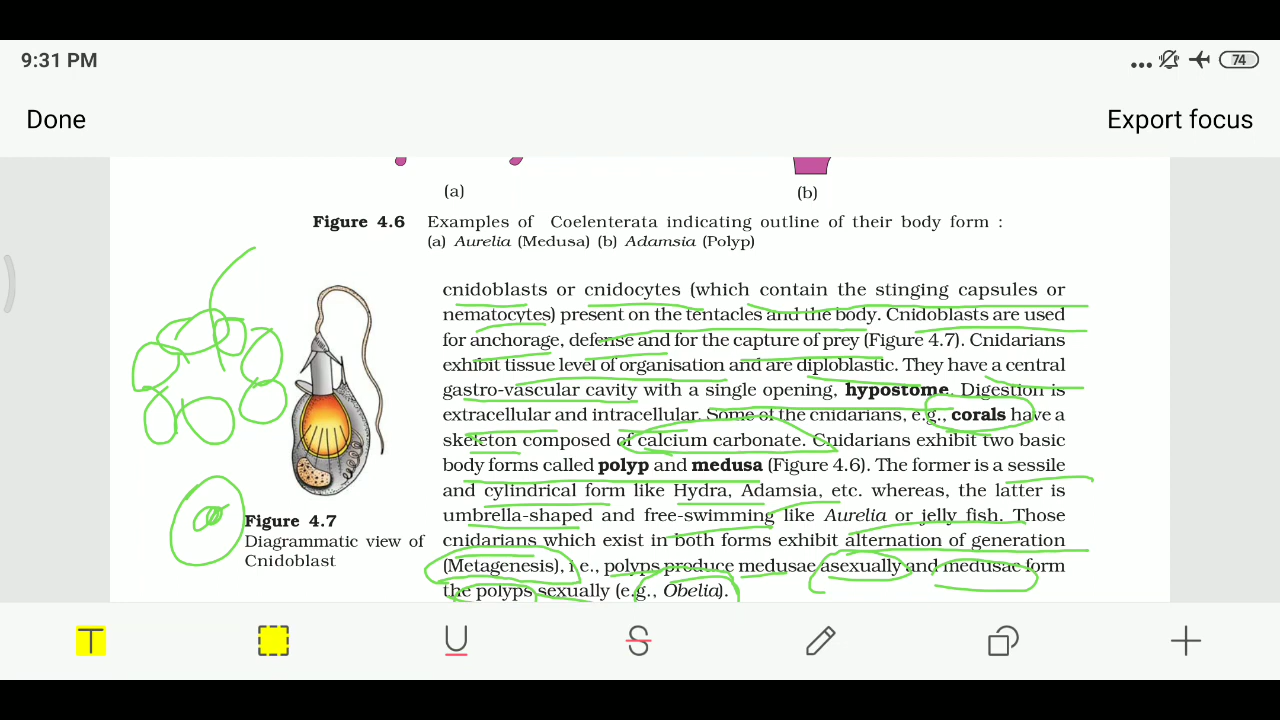 9:31 PM
74
Done
Export focus
(a)
(b)
Figure 4.6 Examples of Coelenterata indicating outline of their body form :
(a) Aurelia (Medusa) (b) Adamsia (Polyp)
cnidoblasts or cnidocytes (which contain the stinging capsules or
nematocytes) present on the tentacles and the body. Cnidoblasts are used
for anchorage, defense and for the capture of prey (Figure 4.7). Cnidarians
exhibit tissue level of organisation and are diploblastic. They have a central
gastro-vascular cavity with a single opening, hypostome. Digestion is
extracellular and intracellular. Some of the cnidarians, e.g., corals have a
skeleton composed of calcium carbonate. Cnidarians exhibit two basic
body forms called polyp and medusa (Figure 4.6). The former is a sessile
and cylindrical form like Hydra, Adamsia, etc. whereas, the latter is
umbrella-shaped and free-swimming like Aurelia or jelly fish. Those
cnidarians which exist in both forms exhibit alternation of generation
(Metagenesis), i.e., polyps produce medusae asexually and medusae form
the polyps sexually (e.g., Obelia).
Figure 4.7
Diagrammatic view of
Cnidoblast
T
U
S